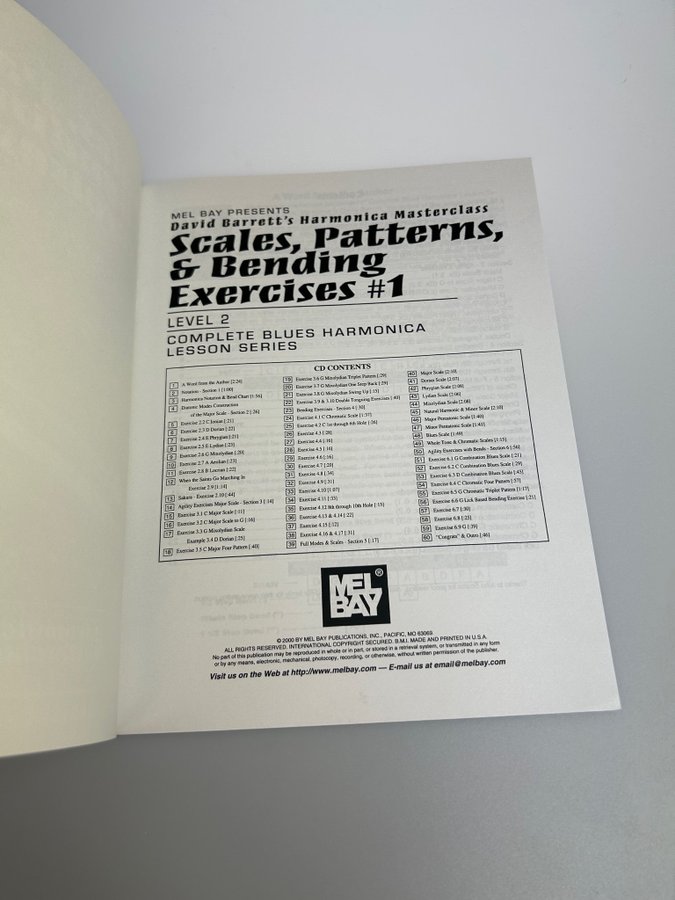 MEL BAY PRESENTS
David Barrett's Harmonica Masterclass
Scales, Patterns,
& Bending
Exercises #1
LEVEL 2
COMPLETE BLUES HARMONICA
LESSON SERIES
CD CONTENTS
1 A Word from the Author [2:24]
2 Notation - Section 1 [1:00]
3 Harmonica Notation & Bend Chart [1:56]
4 Diatonic Modes Construction
of the Major Scale - Section 2 [:26]
5 Exercise 2.2 C Ionian [:21]
6 Exercise 2.3 D Dorian [:22]
7 Exercise 2.4 E Phrygian [:21]
8 Exercise 2.5 F Lydian [:23]
9 Exercise 2.6 G Mixolydian [:20]
10 Exercise 2.7 A Aeolian [:23]
11 Exercise 2.8 B Locrian [:22]
12 When the Saints Go Marching In
Exercise 2.9 [1:14]
13 Sakura - Exercise 2.10 [:44]
14 Agility Exercises Major Scale - Section 3 [:14]
15 Exercise 3.1 C Major Scale [:11]
16 Exercise 3.2 C Major Scale to G [:16]
17 Exercise 3.3 G Mixolydian Scale
Example 3.4 D Dorian [:25]
18 Exercise 3.5 C Major Four Pattern [:40]
19 Exercise 3.6 G Mixolydian Triplet Pattern [:29]
20 Exercise 3.7 G Mixolydian One Step Back [:29]
21 Exercise 3.8 G Mixolydian Swing Up [:15]
22 Exercise 3.9 & 3.10 Double Tonguing Exercises [:40]
23 Bending Exercises - Section 4 [:30]
24 Exercise 4.1 C Chromatic Scale [1:37]
25 Exercise 4.2 C 1st through 6th Hole [:26]
26 Exercise 4.3 [:28]
27 Exercise 4.4 [:16]
28 Exercise 4.5 [:16]
29 Exercise 4.6 [:16]
30 Exercise 4.7 [:28]
31 Exercise 4.8 [:34]
32 Exercise 4.9 [:31]
33 Exercise 4.10 [1:07]
34 Exercise 4.11 [:33]
35 Exercise 4.12 8th through 10th Hole [:15]
36 Exercise 4.13 & 4.14 [:22]
37 Exercise 4.15 [:12]
38 Exercise 4.16 & 4.17 [:31]
39 Full Modes & Scales - Section 5 [:17]
40 Major Scale [2:10]
41 Dorian Scale [2:07]
42 Phrygian Scale [2:06]
43 Lydian Scale [2:06]
44 Mixolydian Scale [2:08]
45 Natural Harmonic & Minor Scale [2:10]
46 Major Pentatonic Scale [1:40]
47 Minor Pentatonic Scale [1:40]
48 Blues Scale [1:49]
49 Whole Tone & Chromatic Scales [1:15]
50 Agility Exercises with Bends - Section 6 [:54]
51 Exercise 6.1 G Combination Blues Scale [:21]
52 Exercise 6.2 C Combination Blues Scale [:29]
53 Exercise 6.3 D Combination Blues Scale [:43]
54 Exercise 6.4 C Chromatic Four Pattern [:37]
55 Exercise 6.5 G Chromatic Triplet Pattern [1:17]
56 Exercise 6.6 G Lick Based Bending Exercise [:21]
57 Exercise 6.7 [:30]
58 Exercise 6.8 [:23]
59 Exercise 6.9 G [:39]
60 "Congrats" & Outro [:46]
MEL BAY ®
© 2000 BY MEL BAY PUBLICATIONS, INC., PACIFIC, MO 63069.
ALL RIGHTS RESERVED. INTERNATIONAL COPYRIGHT SECURED. B.M.I. MADE AND PRINTED IN U.S.A.
No part of this publication may be reproduced in whole or in part, or stored in a retrieval system, or transmitted in any form
or by any means, electronic, mechanical, photocopy, recording, or otherwise, without written permission of the publisher.
Visit us on the Web at http://www.melbay.com — E-mail us at email@melbay.com